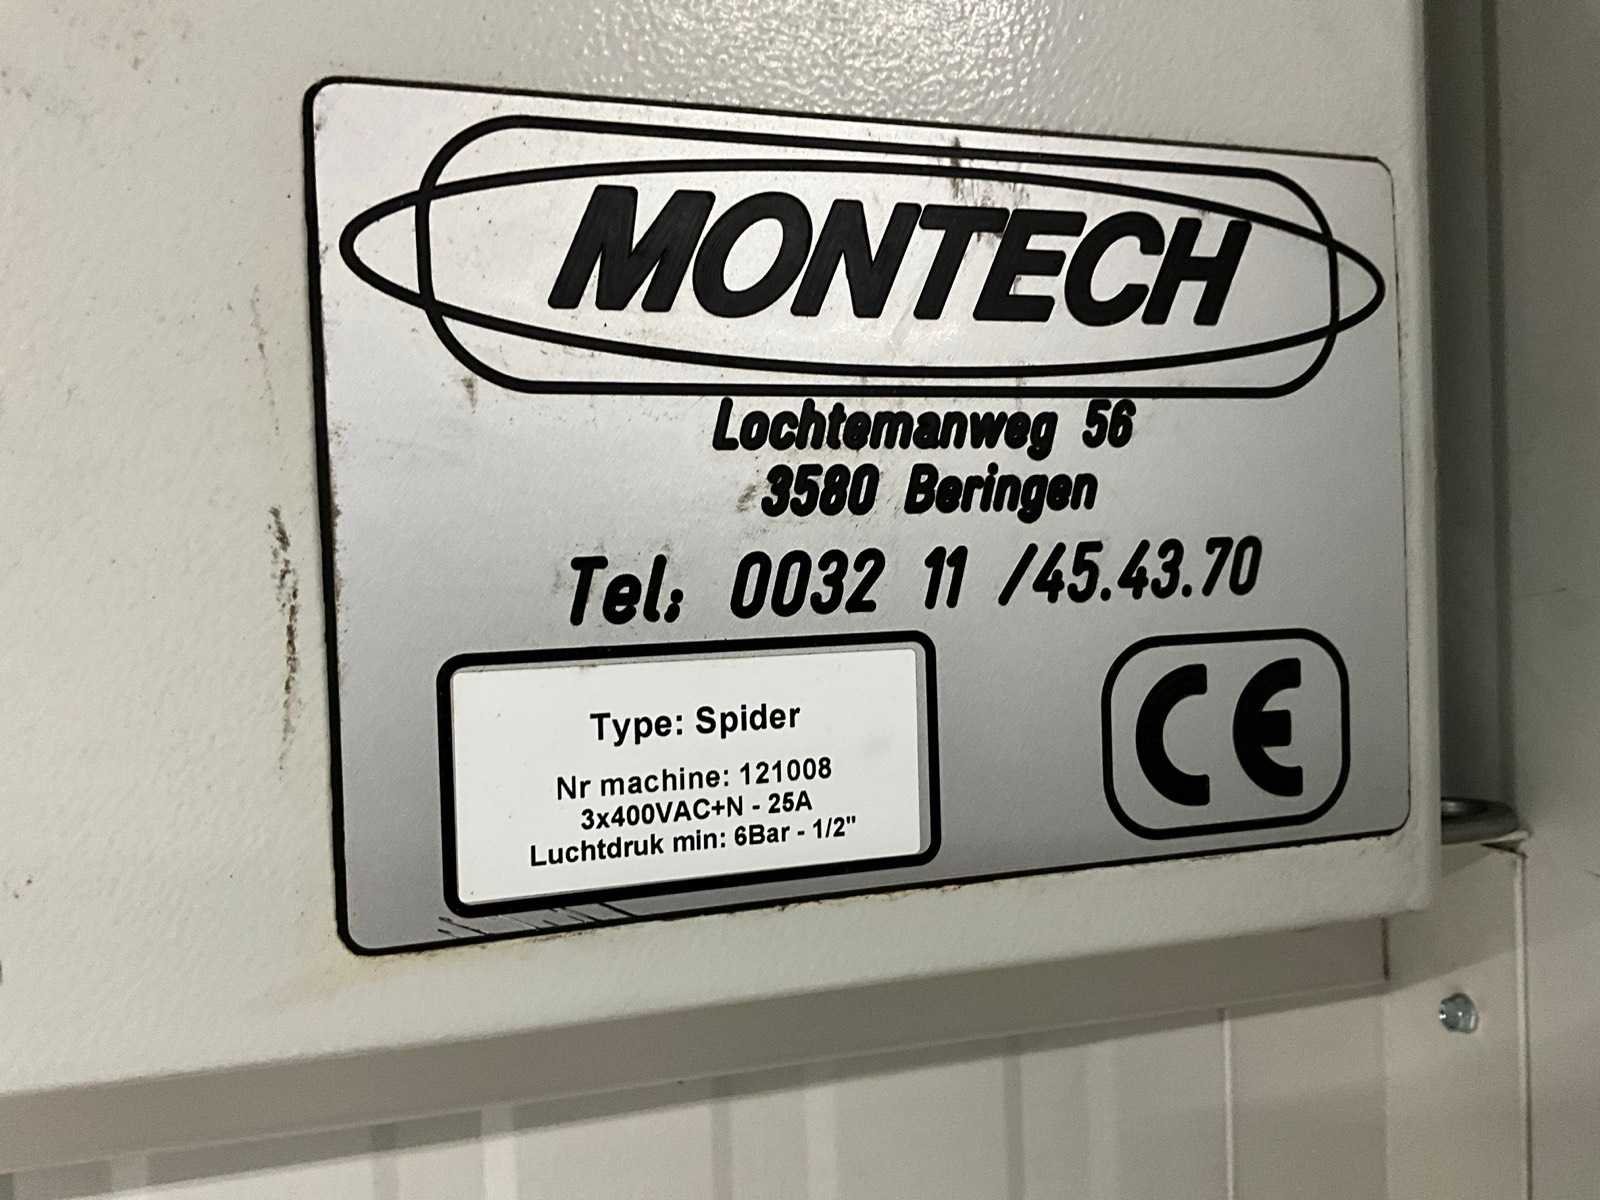 MONTECH
Lochtemanweg 56
3580 Beringen
Tel: 0032 11 /45.43.70
Type: Spider
Nr machine: 121008
3x400VAC+N - 25A
Luchtdruk min: 6Bar - 1/2"
CE